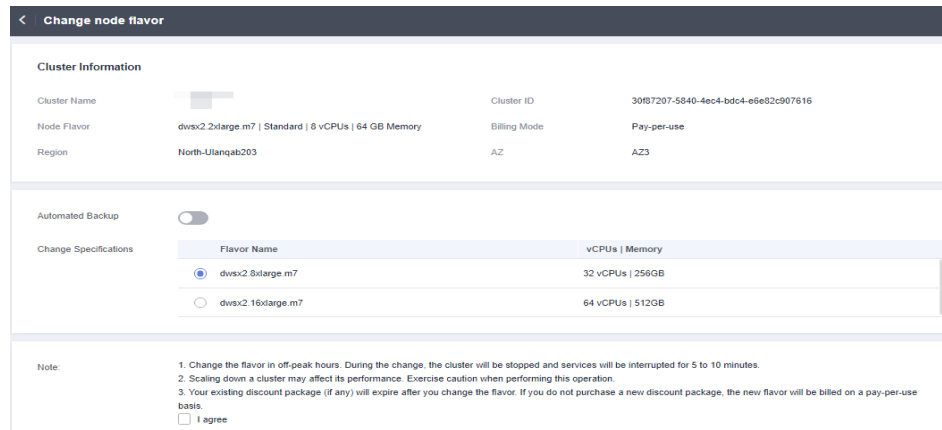 Change node flavor
Cluster Information
Cluster Name
Cluster ID 30f87207-5840-4ec4-bdc4-e6e82c907616
Node Flavor dwsx2.2xlarge.m7 | Standard | 8 vCPUs | 64 GB Memory Billing Mode Pay-per-use
Region North-Ulanqab203 AZ AZ3
Automated Backup
Change Specifications Flavor Name vCPUs | Memory
dwsx2.8xlarge.m7 32 vCPUs | 256GB
dwsx2.16xlarge.m7 64 vCPUs | 512GB
Note: 1. Change the flavor in off-peak hours. During the change, the cluster will be stopped and services will be interrupted for 5 to 10 minutes.
2. Scaling down a cluster may affect its performance. Exercise caution when performing this operation.
3. Your existing discount package (if any) will expire after you change the flavor. If you do not purchase a new discount package, the new flavor will be billed on a pay-per-use
basis.
I agree